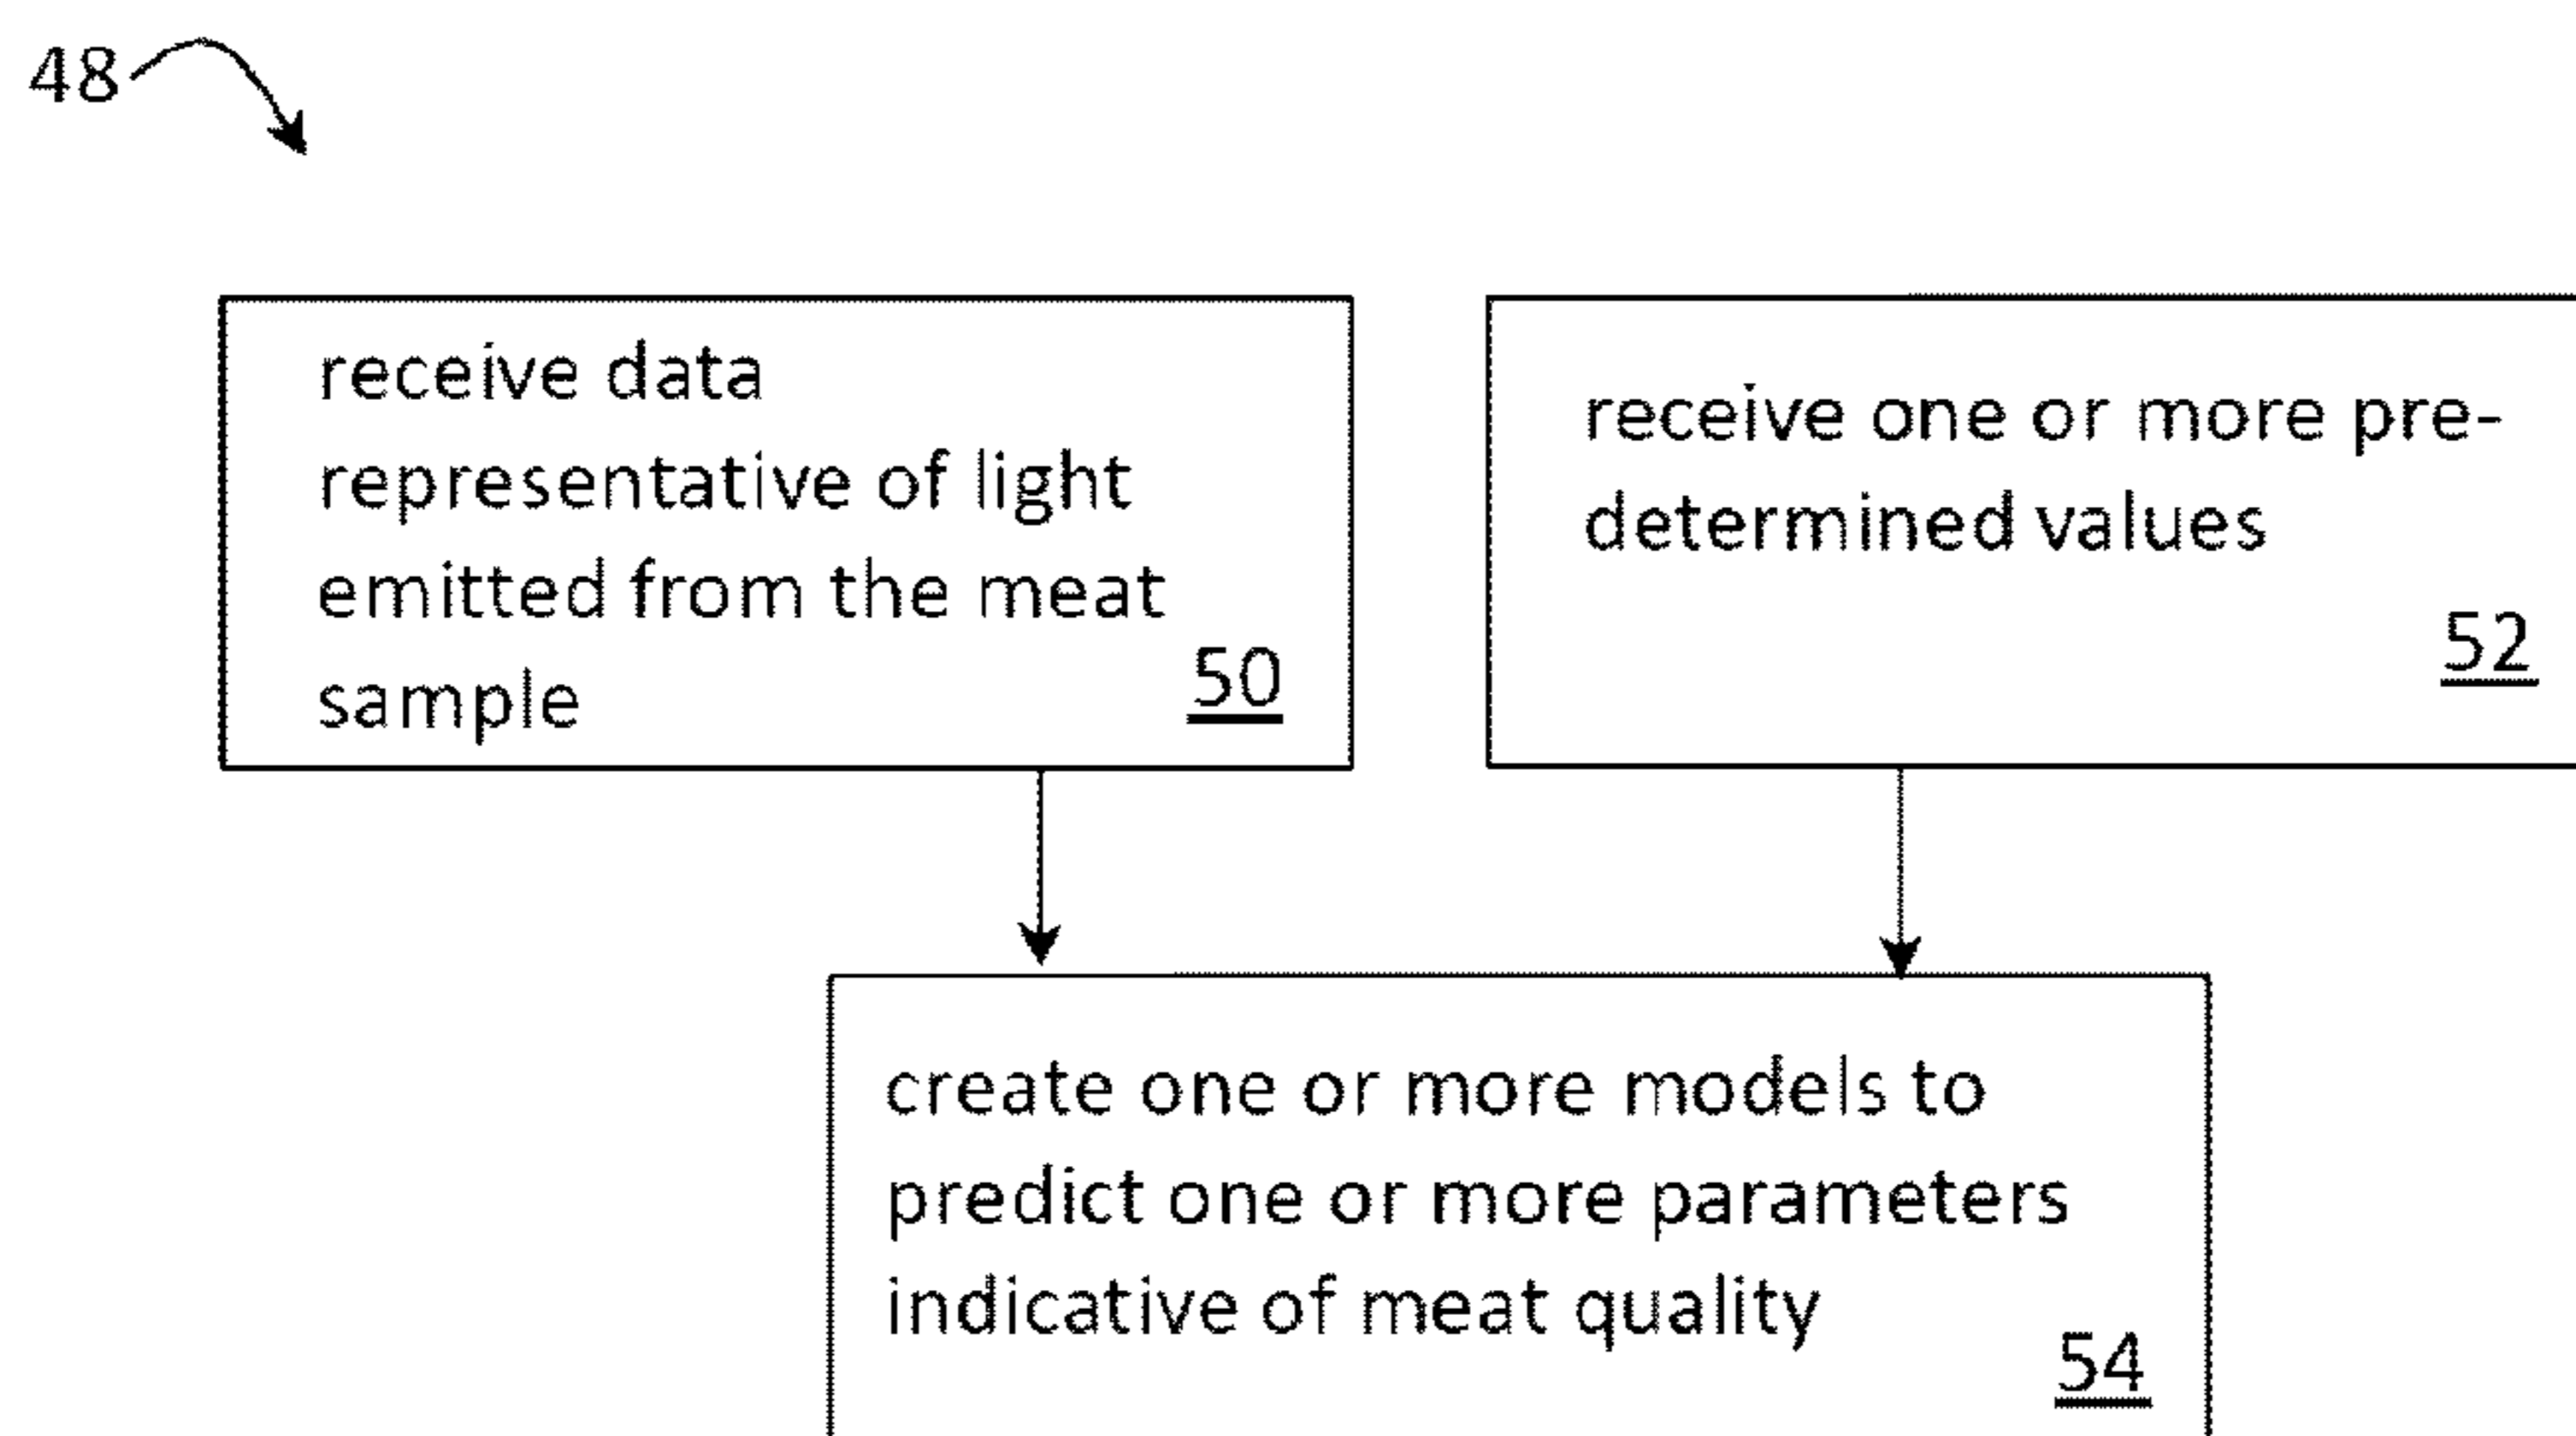 48
receive data
representative of light
emitted from the meat
sample
50
receive one or more pre-
determined values
52
create one or more models to
predict one or more parameters
indicative of meat quality
54